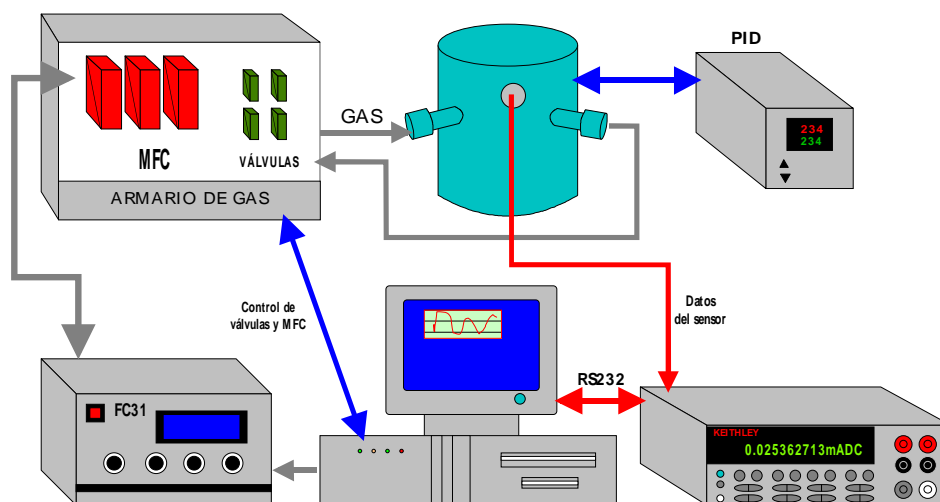 PID
234
234
GAS
MFC
VÁLVULAS
ARMARIO DE GAS
Control de
válvulas y MFC
Datos
del sensor
RS232
FC31
KEITHLEY
0.025362713mADC